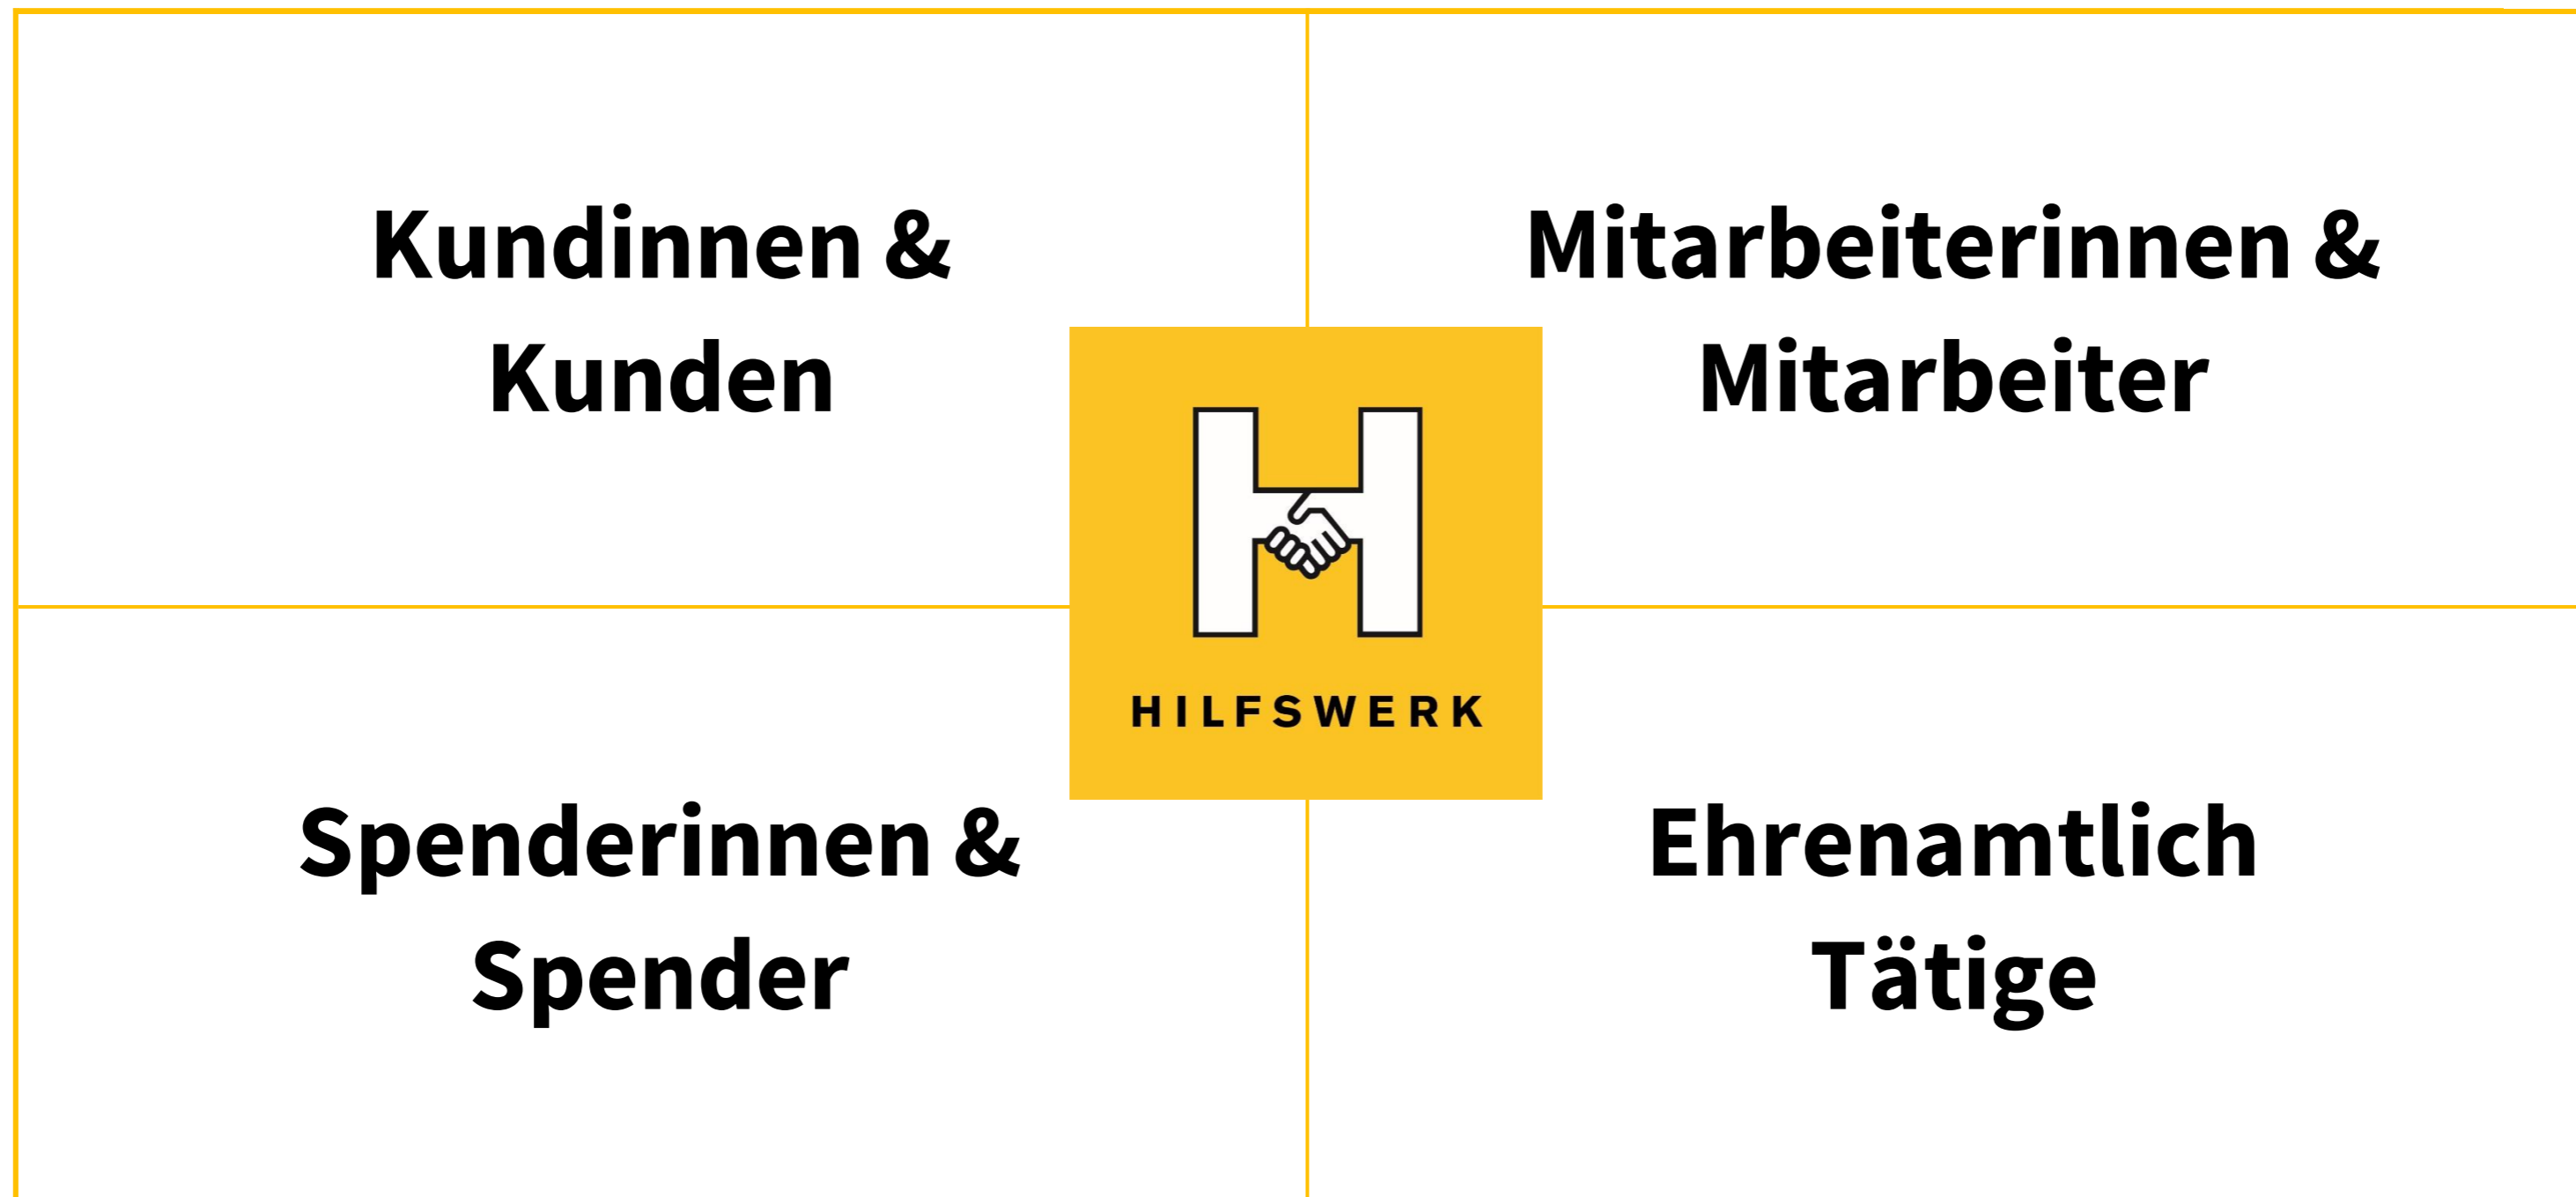 Kundinnen &
Kunden
Mitarbeiterinnen &
Mitarbeiter
HILFSWERK
Spenderinnen &
Spender
Ehrenamtlich
Tätige